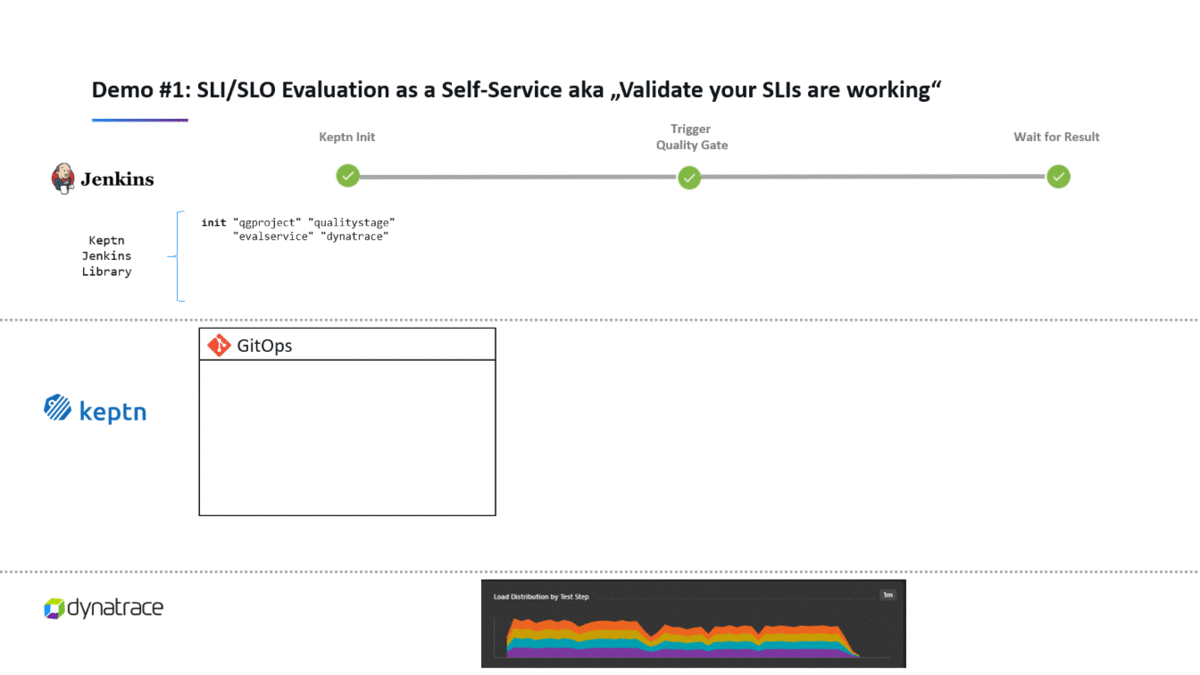 Demo #1: SLI/SLO Evaluation as a Self-Service aka „Validate your SLIs are working“
Keptn Init
Trigger
Quality Gate
Wait for Result
Jenkins
Keptn
Jenkins
Library
init "qgproject" "qualitystage"
"evalservice" "dynatrace"
GitOps
keptn
dynatrace
Load Distribution by Test Step
1m